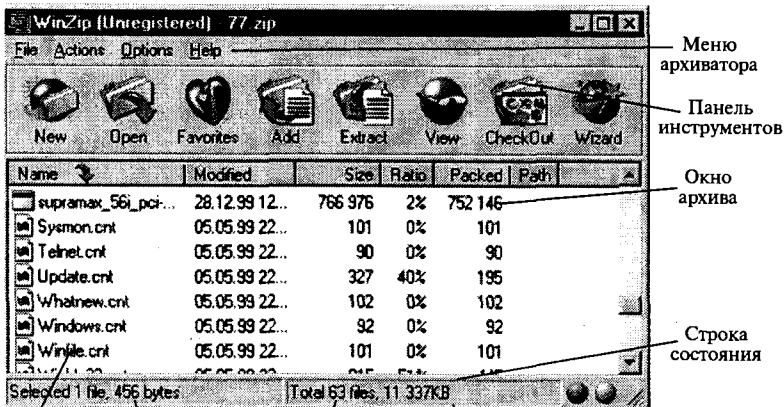 WinZip (Unregistered) - 77.zip
File Actions Options Help
Меню архиватора
New Open Favorites Add Extract View CheckOut Wizard
Панель инструментов
Name Modified Size Ratio Packed Path
Окно архива
supramax_56i_pci-... 28.12.99 12... 766 976 2% 752 146
Sysmon.cnt 05.05.99 22... 101 0% 101
Telnet.cnt 05.05.99 22... 90 0% 90
Update.cnt 05.05.99 22... 327 40% 195
Whatnew.cnt 05.05.99 22... 102 0% 102
Windows.cnt 05.05.99 22... 92 0% 92
Winfile.cnt 05.05.99 22... 101 0% 101
Строка состояния
Selected 1 file, 456 bytes
Total 63 files, 11 337KB